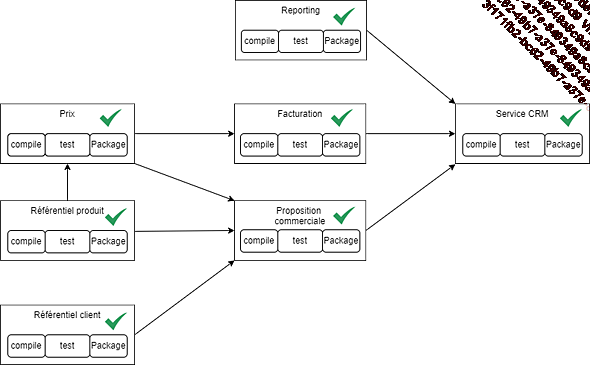 Reporting
compile test Package
Prix
compile test Package
Facturation
compile test Package
Service CRM
compile test Package
Référentiel produit
compile test Package
Proposition
commerciale
compile test Package
Référentiel client
compile test Package